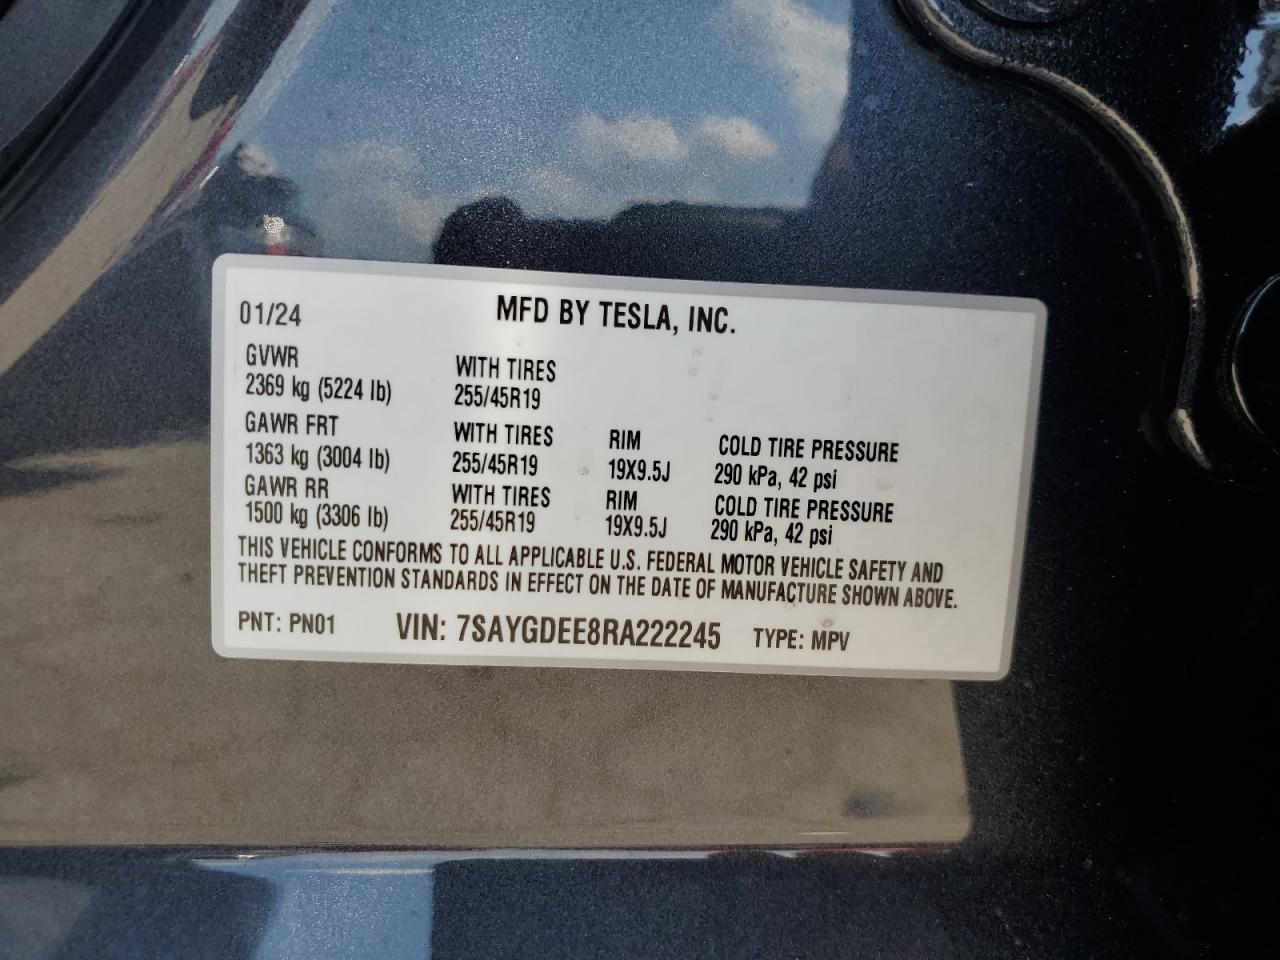 01/24 MFD BY TESLA, INC.
GVWR WITH TIRES
2369 kg (5224 lb) 255/45R19
GAWR FRT WITH TIRES RIM COLD TIRE PRESSURE
1363 kg (3004 lb) 255/45R19 19X9.5J 290 kPa, 42 psi
GAWR RR WITH TIRES RIM COLD TIRE PRESSURE
1500 kg (3306 lb) 255/45R19 19X9.5J 290 kPa, 42 psi
THIS VEHICLE CONFORMS TO ALL APPLICABLE U.S. FEDERAL MOTOR VEHICLE SAFETY AND
THEFT PREVENTION STANDARDS IN EFFECT ON THE DATE OF MANUFACTURE SHOWN ABOVE.
PNT: PN01 VIN: 7SAYGDEE8RA222245 TYPE: MPV